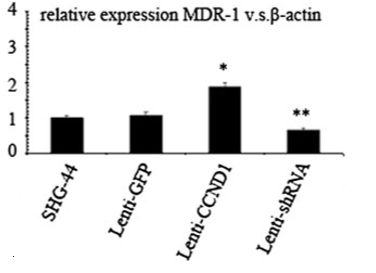 relative expression MDR-1 v.s.β-actin
4
3
2
1
0
*
**
SHG-44
Lenti-GFP
Lenti-CCND1
Lenti-shRNA